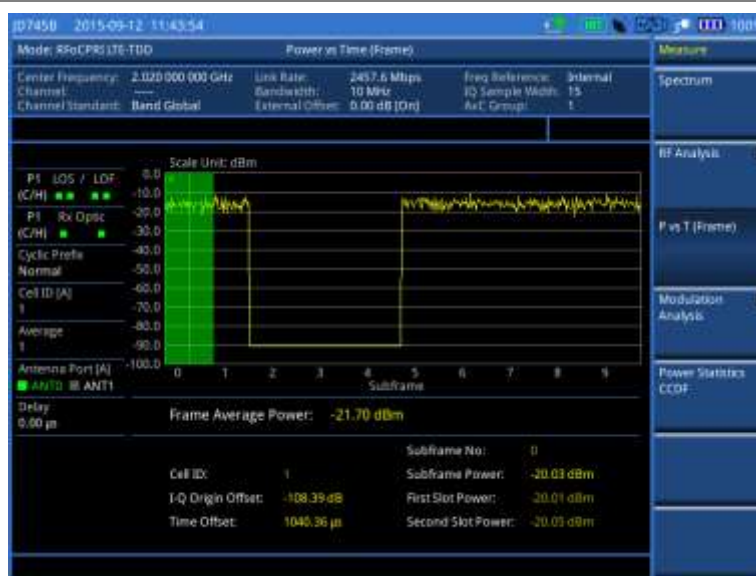 JD745B 2015-09-12 11:43:54 100%
Mode: RFoCPRI LTE-TDD Power vs Time (Frame) Measure
Center Frequency: 2.020 000 000 GHz Link Rate: 2457.6 Mbps Freq Reference: Internal
Channel: ---- Bandwidth: 10 MHz IQ Sample Width: 15
Channel Standard: Band Global External Offset: 0.00 dB [On] AxC Group: 1
Spectrum
RF Analysis
P vs T (Frame)
Modulation
Analysis
Power Statistics
CCDF
P1 LOS / LOF
(C/H)
P1 Rx Optic
(C/H)
Cyclic Prefix
Normal
Cell ID [A]
1
Average
1
Antenna Port [A]
ANT0 ANT1
Delay
0.00 µs
Scale Unit: dBm
0.0
-10.0
-20.0
-30.0
-40.0
-50.0
-60.0
-70.0
-80.0
-90.0
-100.0
0 1 2 3 4 5 6 7 8 9
Subframe
Frame Average Power: -21.70 dBm
Subframe No: 0
Cell ID: 1 Subframe Power: -20.03 dBm
I-Q Origin Offset: -108.39 dB First Slot Power: -20.01 dBm
Time Offset: 1040.36 µs Second Slot Power: -20.05 dBm